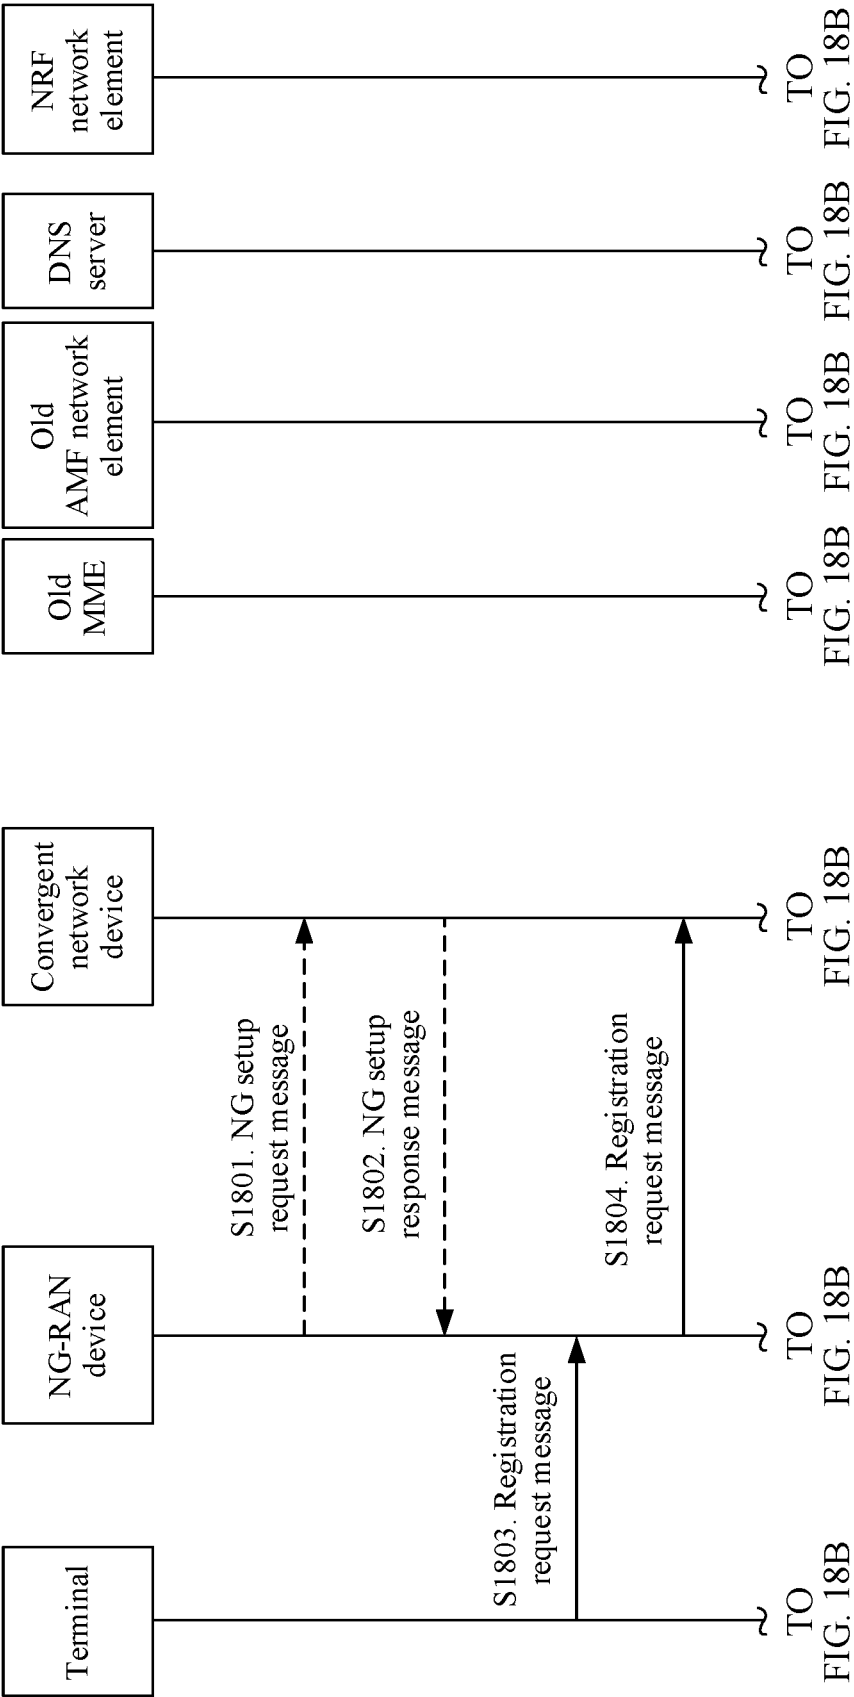 Terminal
NG-RAN
device
Convergent
network
device
Old
MME
Old
AMF network
element
DNS
server
NRF
network
element
S1801. NG setup
request message
S1802. NG setup
response message
S1803. Registration
request message
S1804. Registration
request message
TO
FIG. 18B
TO
FIG. 18B
TO
FIG. 18B
TO
FIG. 18B
TO
FIG. 18B
TO
FIG. 18B
TO
FIG. 18B